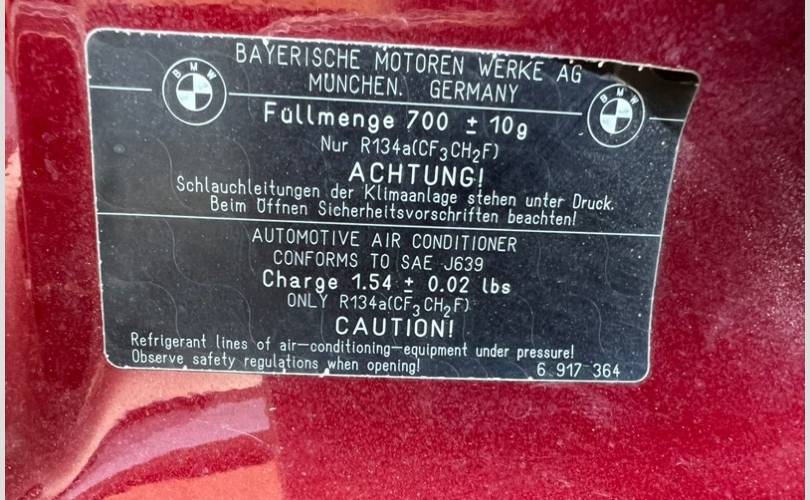 BAYERISCHE MOTOREN WERKE AG
MÜNCHEN. GERMANY
BMW
BMW
Füllmenge 700 ± 10g
Nur R134a(CF₃CH₂F)
ACHTUNG!
Schlauchleitungen der Klimaanlage stehen unter Druck.
Beim Öffnen Sicherheitsvorschriften beachten!
AUTOMOTIVE AIR CONDITIONER
CONFORMS TO SAE J639
Charge 1.54 ± 0.02 lbs
ONLY R134a(CF₃CH₂F)
CAUTION!
Refrigerant lines of air-conditioning-equipment under pressure!
Observe safety regulations when opening!
6 917 364